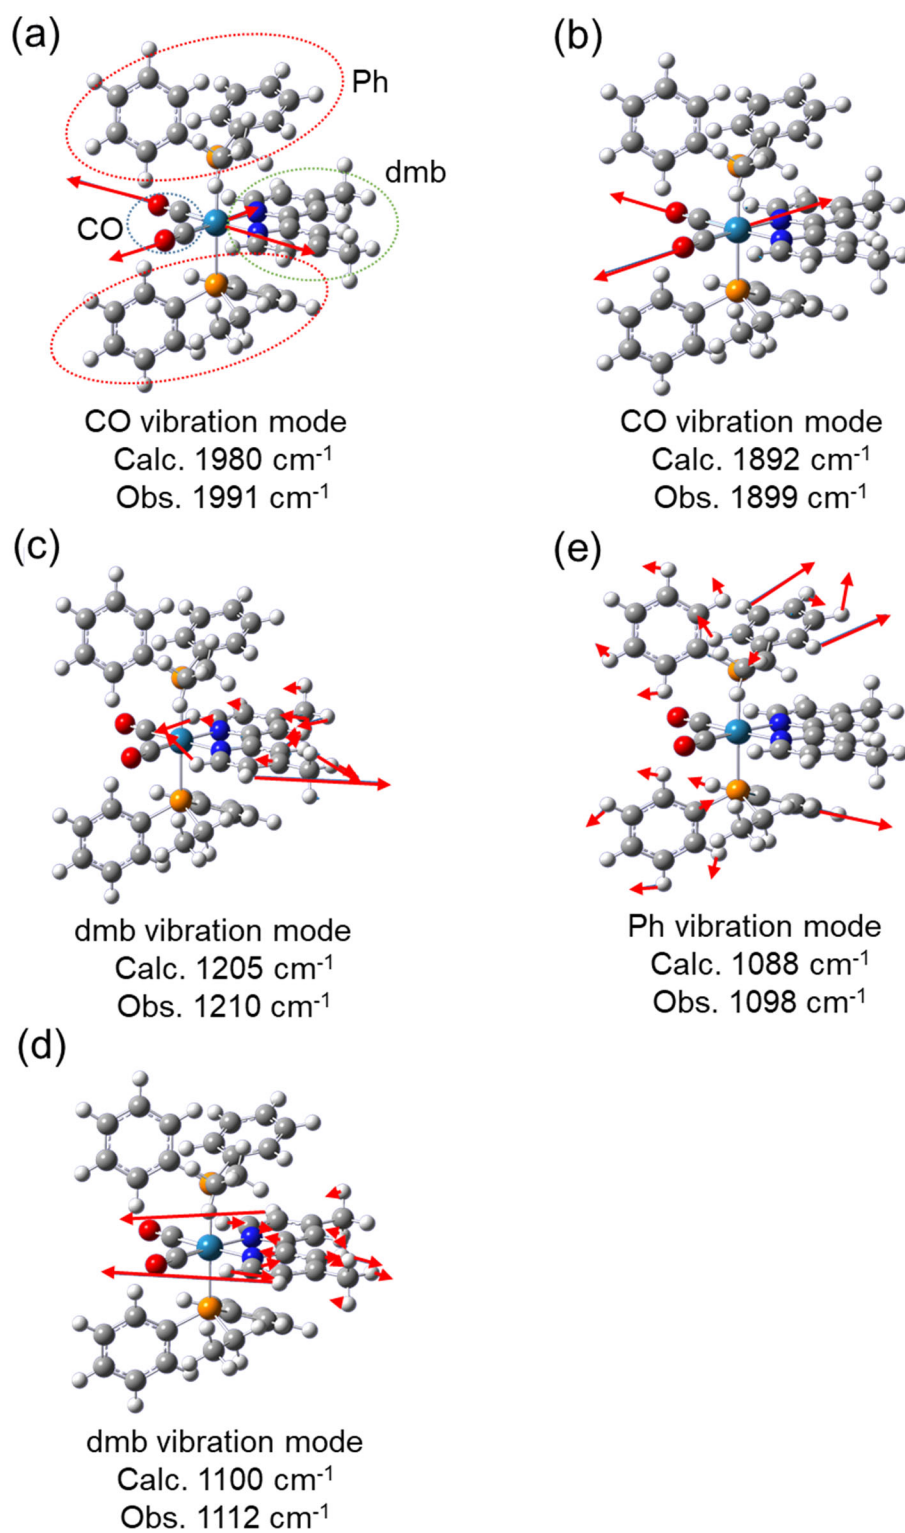 (a)
Ph
dmb
CO
CO vibration mode
Calc. 1980 cm⁻¹
Obs. 1991 cm⁻¹
(b)
CO vibration mode
Calc. 1892 cm⁻¹
Obs. 1899 cm⁻¹
(c)
dmb vibration mode
Calc. 1205 cm⁻¹
Obs. 1210 cm⁻¹
(e)
Ph vibration mode
Calc. 1088 cm⁻¹
Obs. 1098 cm⁻¹
(d)
dmb vibration mode
Calc. 1100 cm⁻¹
Obs. 1112 cm⁻¹